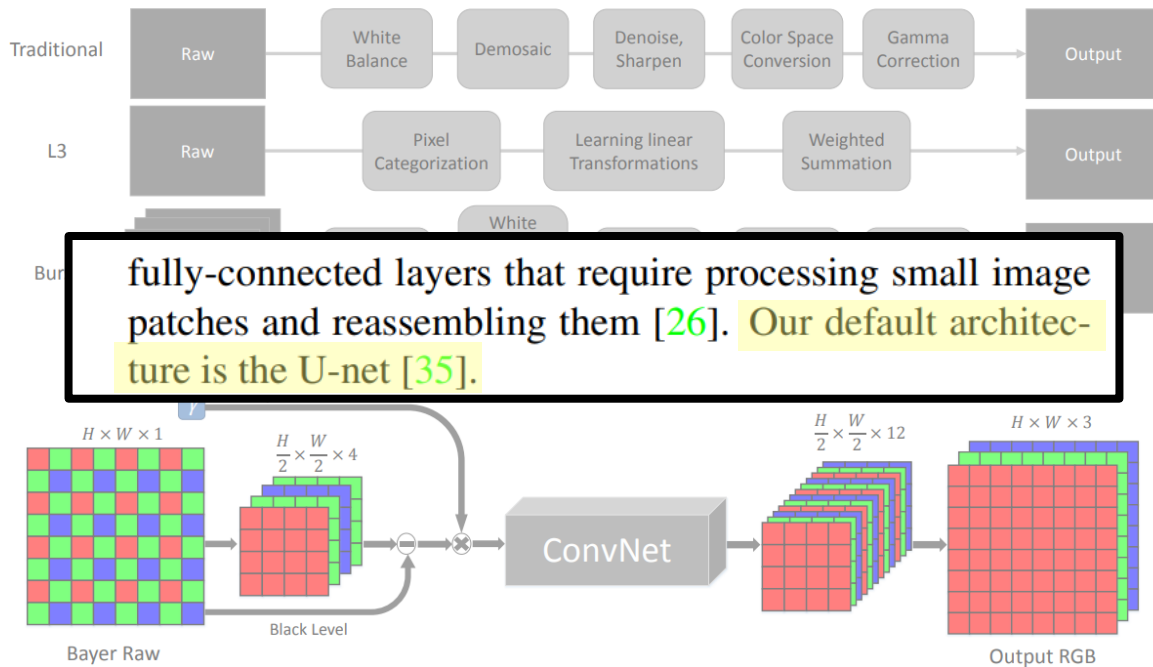 Traditional
Raw
White
Balance
Demosaic
Denoise,
Sharpen
Color Space
Conversion
Gamma
Correction
Output
L3
Raw
Pixel
Categorization
Learning linear
Transformations
Weighted
Summation
Output
White
Bur
fully-connected layers that require processing small image
patches and reassembling them [26]. Our default architec-
ture is the U-net [35].
H × W × 1
H/2 × W/2 × 4
H/2 × W/2 × 12
H × W × 3
ConvNet
Black Level
Bayer Raw
Output RGB